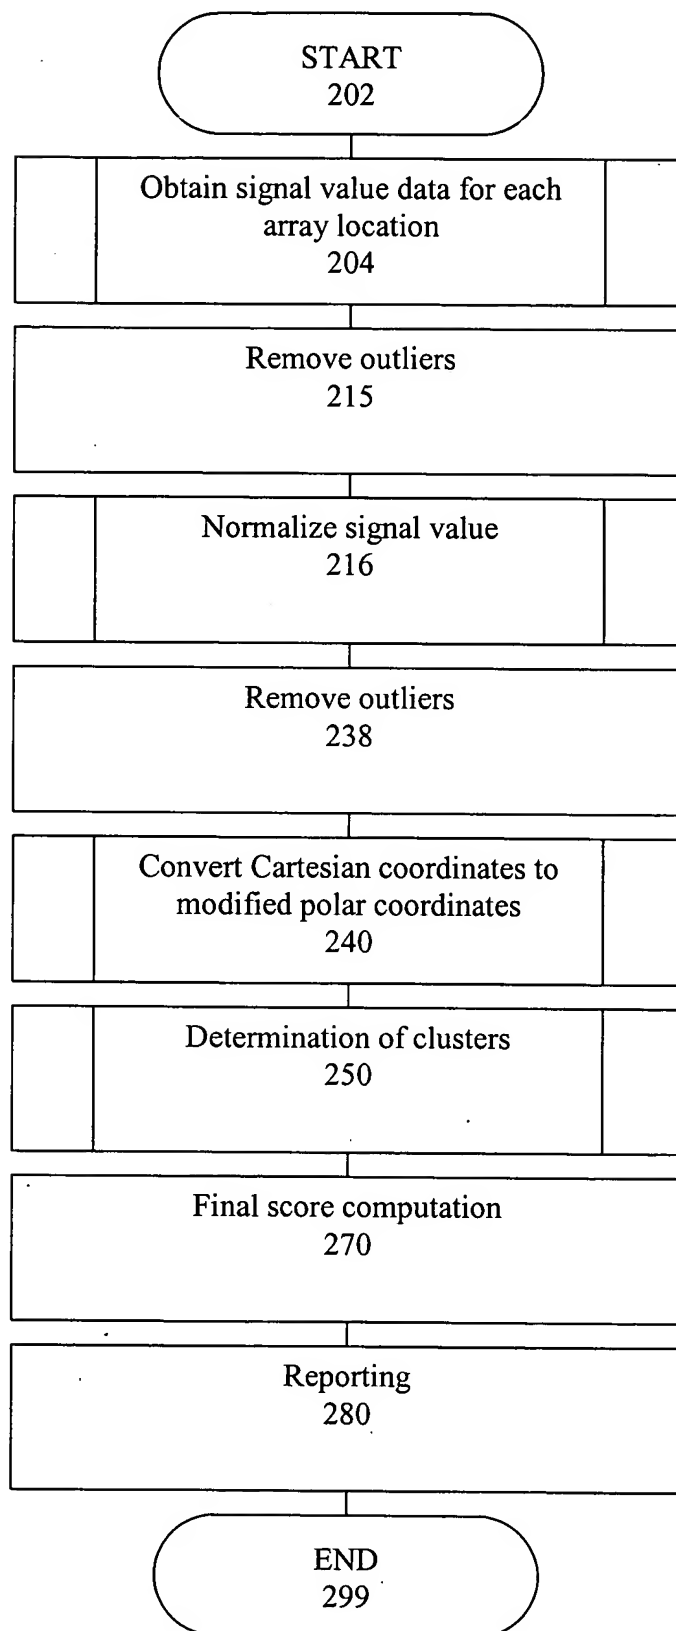 START
202
Obtain signal value data for each
array location
204
Remove outliers
215
Normalize signal value
216
Remove outliers
238
Convert Cartesian coordinates to
modified polar coordinates
240
Determination of clusters
250
Final score computation
270
Reporting
280
END
299